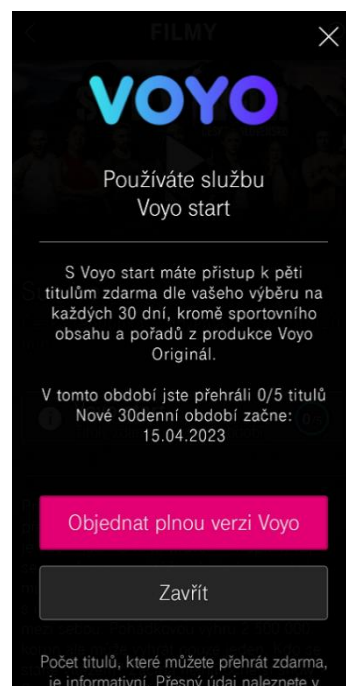 FILMY
VOYO
Používáte službu
Voyo start
S Voyo start máte přistup k pěti
titulům zdarma dle vašeho výběru na
každých 30 dní, kromě sportovního
obsahu a pořadů z produkce Voyo
Originál.
V tomto období jste přehráli 0/5 titulů
Nové 30denní období začne:
15.04.2023
Objednat plnou verzi Voyo
Zavřít
Počet titulů, které můžete přehrát zdarma,
je informativní. Přesný údaj naleznete v